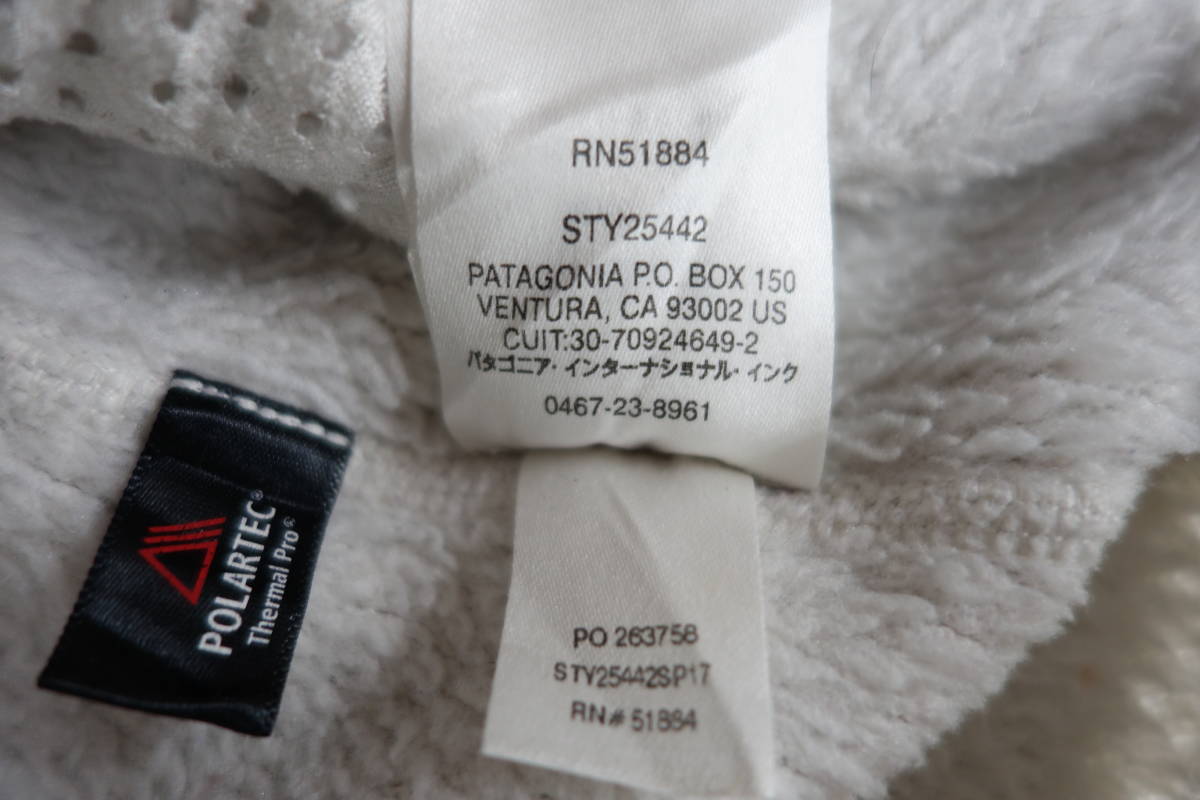 RN51884
STY25442
PATAGONIA P.O. BOX 150
VENTURA, CA 93002 US
CUIT:30-70924649-2
パタゴニア・インターナショナル・インク
0467-23-8961
POLARTEC®
Thermal Pro®
PO 263758
STY25442SP17
RN# 51884